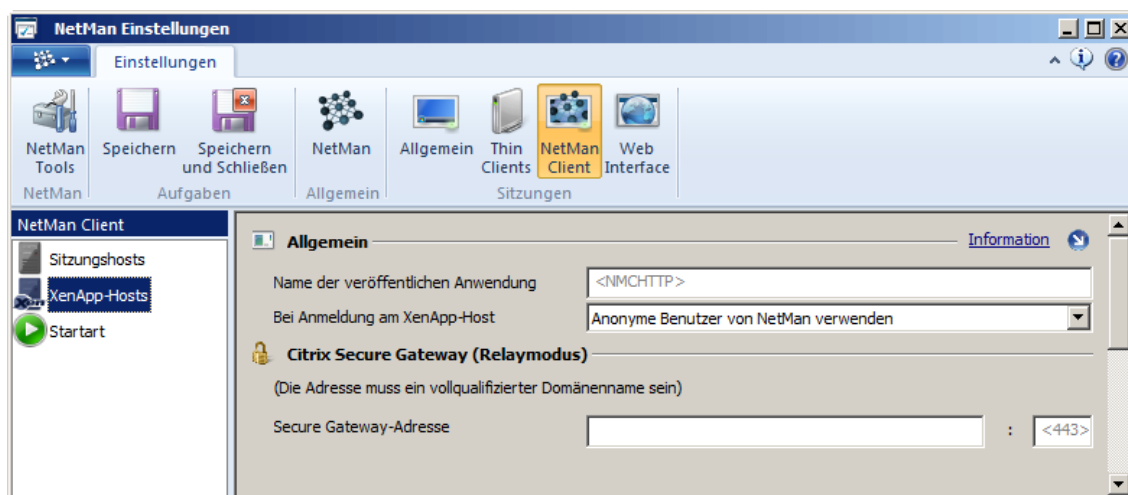 NetMan Einstellungen
Einstellungen
NetMan Tools
Speichern
Speichern und Schließen
NetMan
Allgemein
Thin Clients
NetMan Client
Web Interface
NetMan
Aufgaben
Allgemein
Sitzungen
NetMan Client
Sitzungshosts
XenApp-Hosts
Startart
Allgemein
Information
Name der veröffentlichen Anwendung
<NMCHTTP>
Bei Anmeldung am XenApp-Host
Anonyme Benutzer von NetMan verwenden
Citrix Secure Gateway (Relaymodus)
(Die Adresse muss ein vollqualifizierter Domänenname sein)
Secure Gateway-Adresse
:
<443>